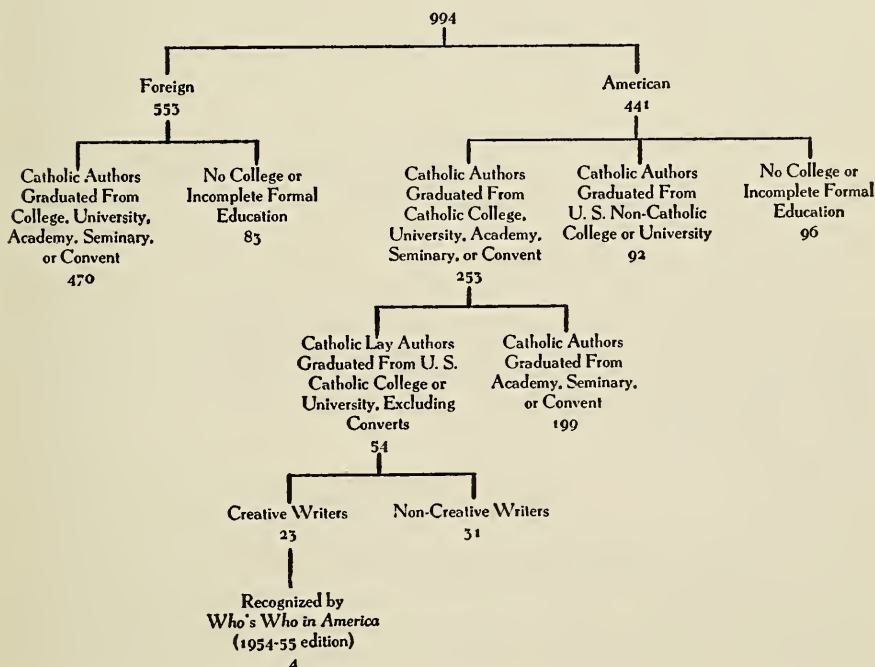 994
Foreign
553
American
441
Catholic Authors
Graduated From
College, University,
Academy, Seminary,
or Convent
470
No College or
Incomplete Formal
Education
83
Catholic Authors
Graduated From
Catholic College,
University, Academy,
Seminary, or Convent
253
Catholic Authors
Graduated From
U. S. Non-Catholic
College or University
92
No College or
Incomplete Formal
Education
96
Catholic Lay Authors
Graduated From U. S.
Catholic College or
University, Excluding
Converts
54
Catholic Authors
Graduated From
Academy, Seminary,
or Convent
199
Creative Writers
23
Non-Creative Writers
31
Recognized by
Who's Who in America
(1954-55 edition)
4